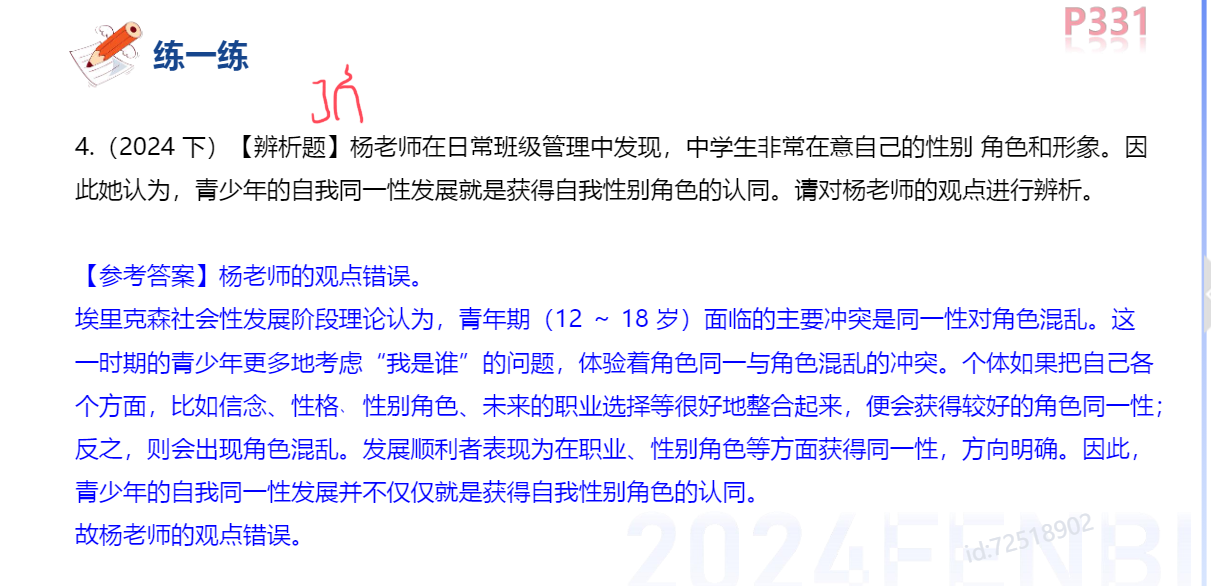 P331
练一练
4.（2024 下）【辨析题】杨老师在日常班级管理中发现，中学生非常在意自己的性别 角色和形象。因
此她认为，青少年的自我同一性发展就是获得自我性别角色的认同。请对杨老师的观点进行辨析。
【参考答案】杨老师的观点错误。
埃里克森社会性发展阶段理论认为，青年期（12 ～ 18 岁）面临的主要冲突是同一性对角色混乱。这
一时期的青少年更多地考虑“我是谁”的问题，体验着角色同一与角色混乱的冲突。个体如果把自己各
个方面，比如信念、性格、性别角色、未来的职业选择等很好地整合起来，便会获得较好的角色同一性；
反之，则会出现角色混乱。发展顺利者表现为在职业、性别角色等方面获得同一性，方向明确。因此，
青少年的自我同一性发展并不仅仅就是获得自我性别角色的认同。
故杨老师的观点错误。
2024FENBI
id:72518902